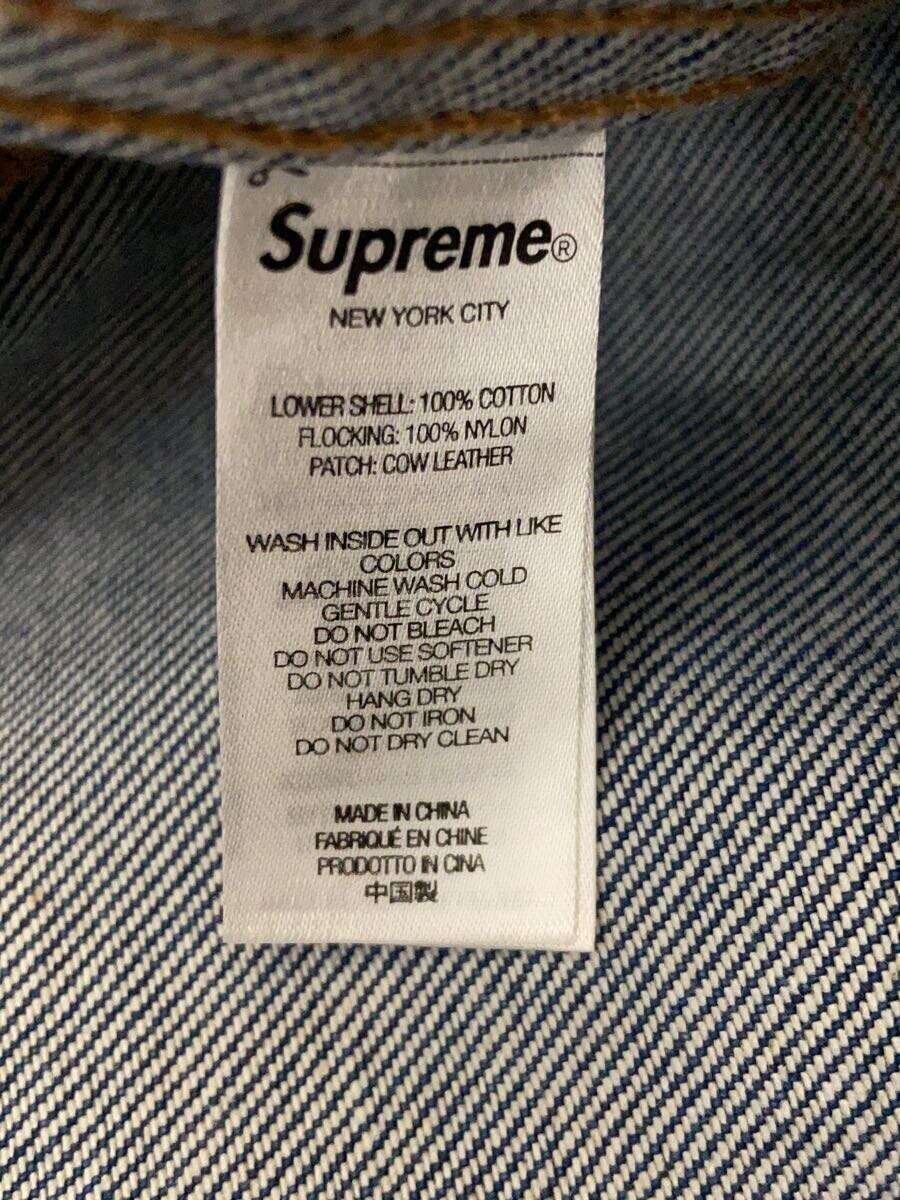 Supreme®
NEW YORK CITY
LOWER SHELL: 100% COTTON
FLOCKING: 100% NYLON
PATCH: COW LEATHER
WASH INSIDE OUT WITH LIKE
COLORS
MACHINE WASH COLD
GENTLE CYCLE
DO NOT BLEACH
DO NOT USE SOFTENER
DO NOT TUMBLE DRY
HANG DRY
DO NOT IRON
DO NOT DRY CLEAN
MADE IN CHINA
FABRIQUÉ EN CHINE
PRODOTTO IN CINA
中国製